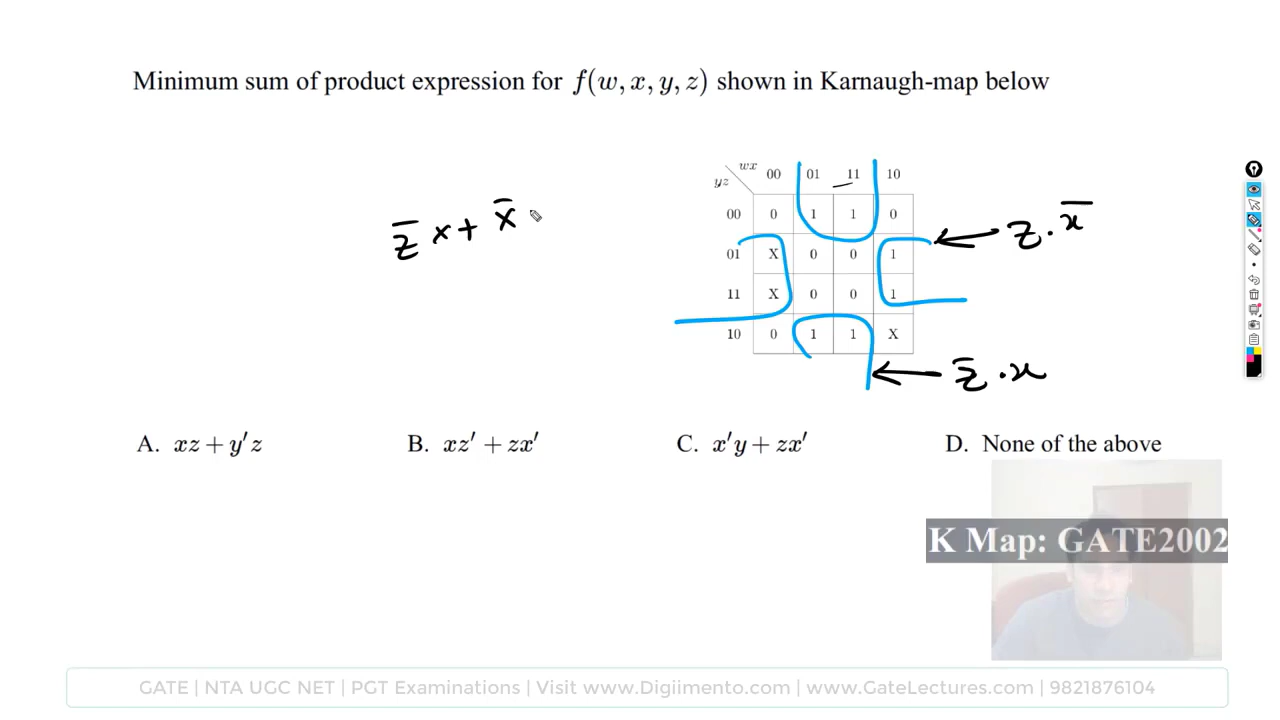 Minimum sum of product expression for f(w, x, y, z) shown in Karnaugh-map below
wx
yz 00 01 11 10
00 0 1 1 0
01 X 0 0 1
11 X 0 0 1
10 0 1 1 X
z̅ x + x̅
z . x̅
z̅ . x
A. xz + y′z
B. xz′ + zx′
C. x′y + zx′
D. None of the above
K Map: GATE2002
GATE | NTA UGC NET | PGT Examinations | Visit www.Digiimento.com | www.GateLectures.com | 9821876104